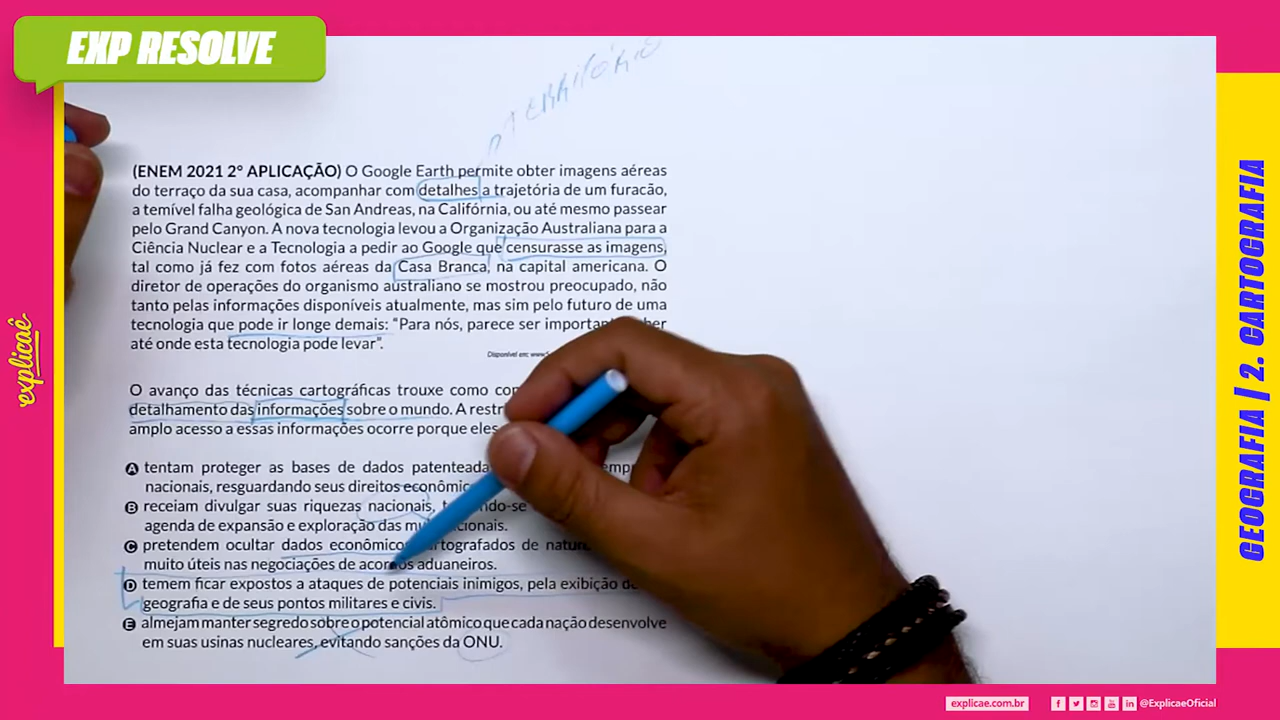 EXP RESOLVE
TERRITÓRIO
(ENEM 2021 2° APLICAÇÃO) O Google Earth permite obter imagens aéreas
do terraço da sua casa, acompanhar com detalhes a trajetória de um furacão,
a temível falha geológica de San Andreas, na Califórnia, ou até mesmo passear
pelo Grand Canyon. A nova tecnologia levou a Organização Australiana para a
Ciência Nuclear e a Tecnologia a pedir ao Google que censurasse as imagens,
tal como já fez com fotos aéreas da Casa Branca, na capital americana. O
diretor de operações do organismo australiano se mostrou preocupado, não
tanto pelas informações disponíveis atualmente, mas sim pelo futuro de uma
tecnologia que pode ir longe demais: “Para nós, parece ser
até onde esta tecnologia pode levar”.
Disponível em:
O avanço das técnicas cartográficas trouxe como
detalhamento das informações sobre o mundo. A
amplo acesso a essas informações ocorre porque eles
A tentam proteger as bases de dados
nacionais, resguardando seus direitos
B receiam divulgar suas riquezas nacionais,
agenda de expansão e exploração das
C pretendem ocultar dados econômicos de
muito úteis nas negociações de acordos aduaneiros.
D temem ficar expostos a ataques de potenciais inimigos, pela exibição
geografia e de seus pontos militares e civis.
E almejam manter segredo sobre o potencial atômico que cada nação desenvolve
em suas usinas nucleares, evitando sanções da ONU.
explicaê
GEOGRAFIA | 2. CARTOGRAFIA
explicae.com.br
@ExplicaeOficial